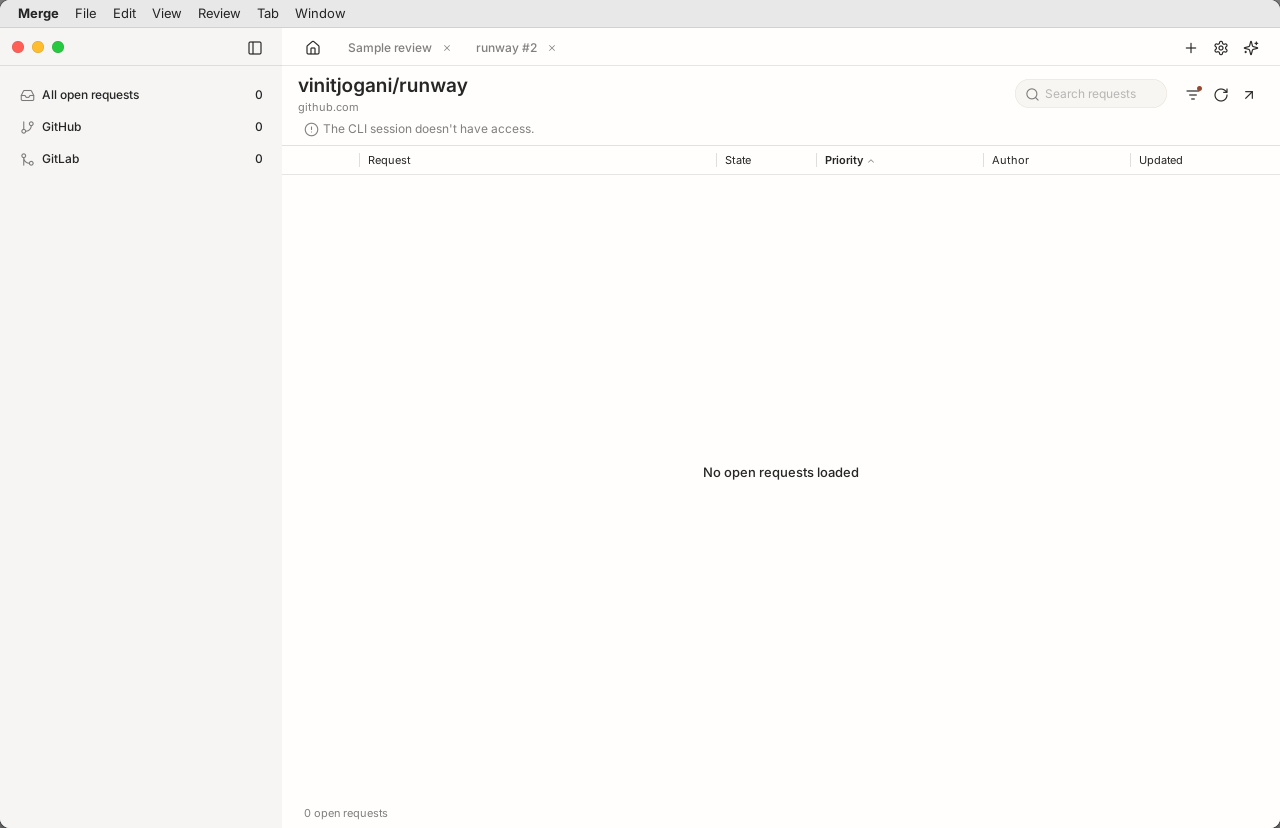 Merge File Edit View Review Tab Window
Sample review runway #2
All open requests 0
GitHub 0
GitLab 0
vinitjogani/runway
github.com
Search requests
The CLI session doesn't have access.
Request State Priority Author Updated
No open requests loaded
0 open requests